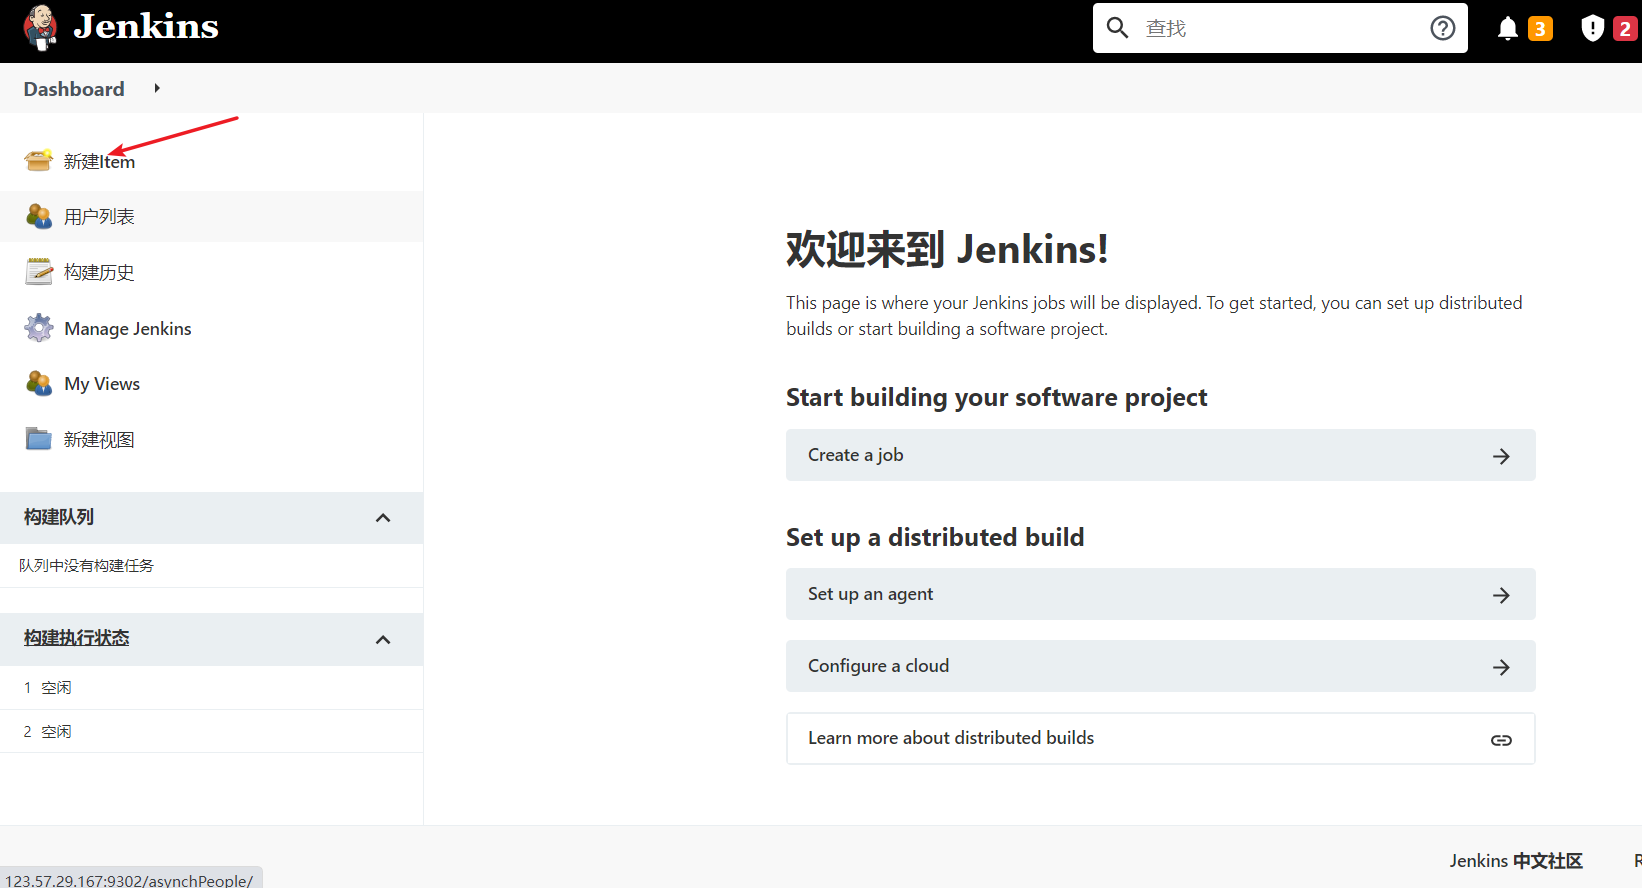 Jenkins
查找
3
2
Dashboard
新建Item
用户列表
构建历史
Manage Jenkins
My Views
新建视图
构建队列
队列中没有构建任务
构建执行状态
1 空闲
2 空闲
欢迎来到 Jenkins!
This page is where your Jenkins jobs will be displayed. To get started, you can set up distributed
builds or start building a software project.
Start building your software project
Create a job
Set up a distributed build
Set up an agent
Configure a cloud
Learn more about distributed builds
Jenkins 中文社区
R
123.57.29.167:9302/asynchPeople/